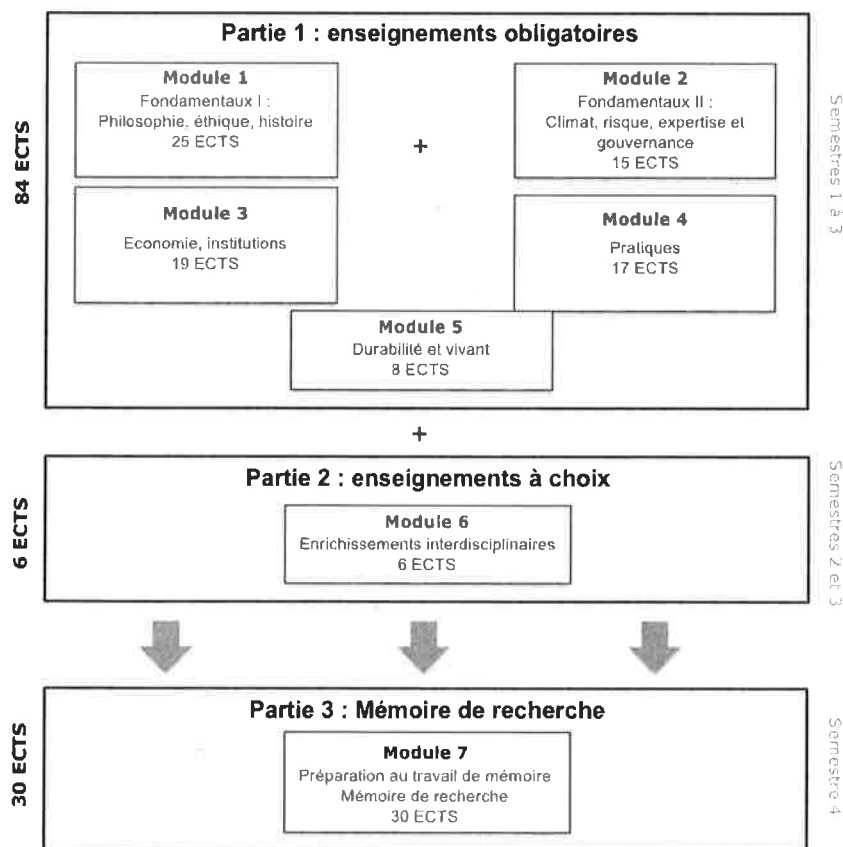 Partie 1 : enseignements obligatoires
84 ECTS
Semestres 1 à 3
Module 1
Fondamentaux I :
Philosophie, éthique, histoire
25 ECTS
+
Module 2
Fondamentaux II :
Climat, risque, expertise et
gouvernance
15 ECTS
Module 3
Economie, institutions
19 ECTS
Module 4
Pratiques
17 ECTS
Module 5
Durabilité et vivant
8 ECTS
+
Partie 2 : enseignements à choix
6 ECTS
Semestres 2 et 3
Module 6
Enrichissements interdisciplinaires
6 ECTS
Partie 3 : Mémoire de recherche
30 ECTS
Semestre 4
Module 7
Préparation au travail de mémoire
Mémoire de recherche
30 ECTS